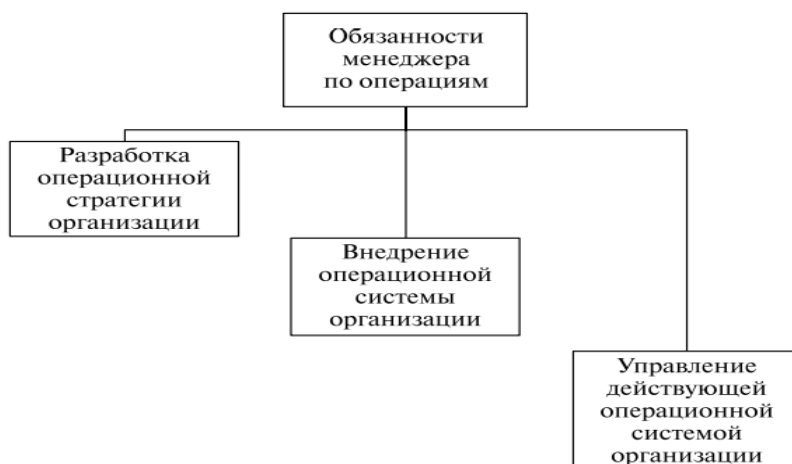 Обязанности
менеджера
по операциям
Разработка
операционной
стратегии
организации
Внедрение
операционной
системы
организации
Управление
действующей
операционной
системой
организации